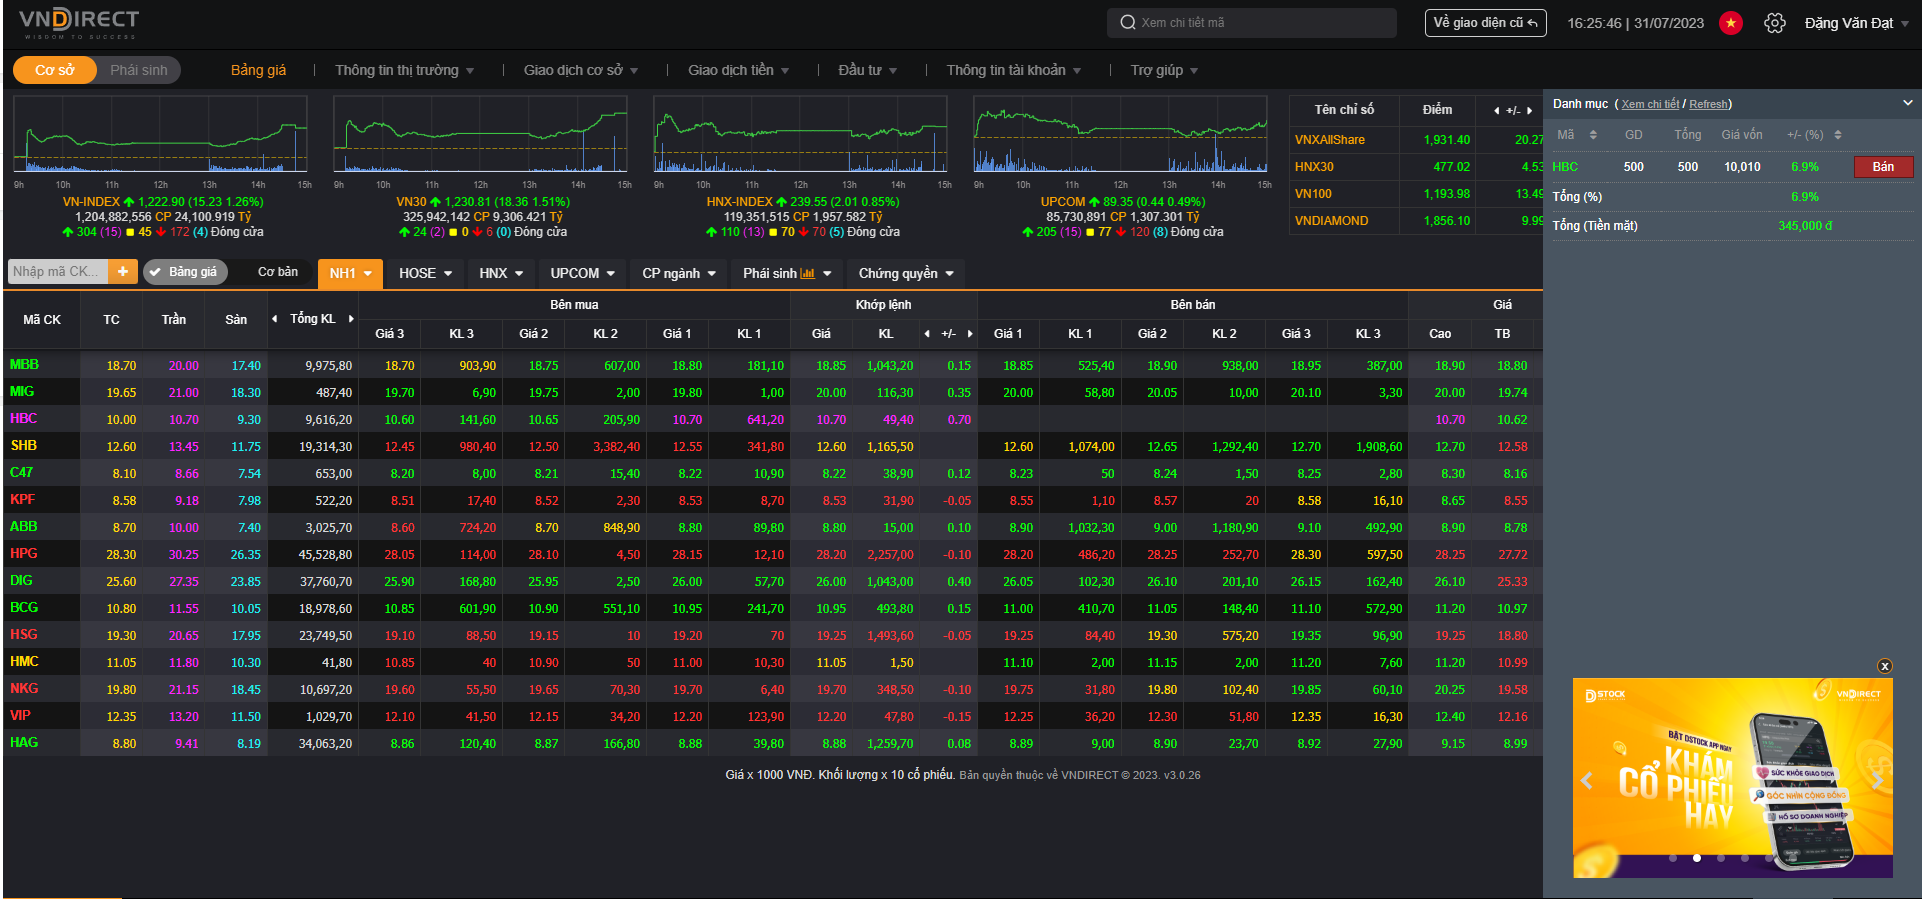 VNDIRECT
WISDOM TO SUCCESS
Xem chi tiết mã
Về giao diện cũ
16:25:46 | 31/07/2023
Đặng Văn Đạt
Cơ sở Phái sinh Bảng giá | Thông tin thị trường | Giao dịch cơ sở | Giao dịch tiền | Đầu tư | Thông tin tài khoản | Trợ giúp
9h 10h 11h 12h 13h 14h 15h
VN-INDEX 1,222.90 (15.23 1.26%)
1,204,882,556 CP 24,100.919 Tỷ
304 (15) 45 172 (4) Đóng cửa
9h 10h 11h 12h 13h 14h 15h
VN30 1,230.81 (18.36 1.51%)
325,942,142 CP 9,306.421 Tỷ
24 (2) 0 6 (0) Đóng cửa
9h 10h 11h 12h 13h 14h 15h
HNX-INDEX 239.55 (2.01 0.85%)
119,351,515 CP 1,957.582 Tỷ
110 (13) 70 70 (5) Đóng cửa
9h 10h 11h 12h 13h 14h 15h
UPCOM 89.35 (0.44 0.49%)
85,730,891 CP 1,307.301 Tỷ
205 (15) 77 120 (8) Đóng cửa
Tên chỉ số Điểm +/-
VNXAllShare 1,931.40 20.27
HNX30 477.02 4.53
VN100 1,193.98 13.49
VNDIAMOND 1,856.10 9.99
Danh mục ( Xem chi tiết / Refresh)
Mã GD Tổng Giá vốn +/- (%)
HBC 500 500 10,010 6.9% Bán
Tổng (%) 6.9%
Tổng (Tiền mặt) 345,000 đ
Nhập mã CK... + Bảng giá Cơ bản NH1 HOSE HNX UPCOM CP ngành Phái sinh Chứng quyền
Mã CK TC Trần Sàn Tổng KL Bên mua Khớp lệnh Bên bán Giá
Giá 3 KL 3 Giá 2 KL 2 Giá 1 KL 1 Giá KL +/- Giá 1 KL 1 Giá 2 KL 2 Giá 3 KL 3 Cao TB
MBB 18.70 20.00 17.40 9,975,80 18.70 903,90 18.75 607,00 18.80 181,10 18.85 1,043,20 0.15 18.85 525,40 18.90 938,00 18.95 387,00 18.90 18.80
MIG 19.65 21.00 18.30 487,40 19.70 6,90 19.75 2,00 19.80 1,00 20.00 116,30 0.35 20.00 58,80 20.05 10,00 20.10 3,30 20.00 19.74
HBC 10.00 10.70 9.30 9,616,20 10.60 141,60 10.65 205,90 10.70 641,20 10.70 49,40 0.70 10.70 10.62
SHB 12.60 13.45 11.75 19,314,30 12.45 980,40 12.50 3,382,40 12.55 341,80 12.60 1,165,50 12.60 1,074,00 12.65 1,292,40 12.70 1,908,60 12.70 12.58
C47 8.10 8.66 7.54 653,00 8.20 8,00 8.21 15,40 8.22 10,90 8.22 38,90 0.12 8.23 50 8.24 1,50 8.25 2,80 8.30 8.16
KPF 8.58 9.18 7.98 522,20 8.51 17,40 8.52 2,30 8.53 8,70 8.53 31,90 -0.05 8.55 1,10 8.57 20 8.58 16,10 8.65 8.55
ABB 8.70 10.00 7.40 3,025,70 8.60 724,20 8.70 848,90 8.80 89,80 8.80 15,00 0.10 8.90 1,032,30 9.00 1,180,90 9.10 492,90 8.90 8.78
HPG 28.30 30.25 26.35 45,528,80 28.05 114,00 28.10 4,50 28.15 12,10 28.20 2,257,00 -0.10 28.20 486,20 28.25 252,70 28.30 597,50 28.25 27.72
DIG 25.60 27.35 23.85 37,760,70 25.90 168,80 25.95 2,50 26.00 57,70 26.00 1,043,00 0.40 26.05 102,30 26.10 201,10 26.15 162,40 26.10 25.33
BCG 10.80 11.55 10.05 18,978,60 10.85 601,90 10.90 551,10 10.95 241,70 10.95 493,80 0.15 11.00 410,70 11.05 148,40 11.10 572,90 11.20 10.97
HSG 19.30 20.65 17.95 23,749,50 19.10 88,50 19.15 10 19.20 70 19.25 1,493,60 -0.05 19.25 84,40 19.30 575,20 19.35 96,90 19.25 18.80
HMC 11.05 11.80 10.30 41,80 10.85 40 10.90 50 11.00 10,30 11.05 1,50 11.10 2,00 11.15 2,00 11.20 7,60 11.20 10.99
NKG 19.80 21.15 18.45 10,697,20 19.60 55,50 19.65 70,30 19.70 6,40 19.70 348,50 -0.10 19.75 31,80 19.80 102,40 19.85 60,10 20.25 19.58
VIP 12.35 13.20 11.50 1,029,70 12.10 41,50 12.15 34,20 12.20 123,90 12.20 47,80 -0.15 12.25 36,20 12.30 51,80 12.35 16,30 12.40 12.16
HAG 8.80 9.41 8.19 34,063,20 8.86 120,40 8.87 166,80 8.88 39,80 8.88 1,259,70 0.08 8.89 9,00 8.90 23,70 8.92 27,90 9.15 8.99
Giá x 1000 VNĐ. Khối lượng x 10 cổ phiếu. Bản quyền thuộc về VNDIRECT © 2023. v3.0.26
x
DSTOCK
VNDIRECT
BẬT DSTOCK APP NGAY
KHÁM
CỔ PHIẾU
HAY
SỨC KHỎE GIAO DỊCH
GÓC NHÌN CỘNG ĐỒNG
HỒ SƠ DOANH NGHIỆP